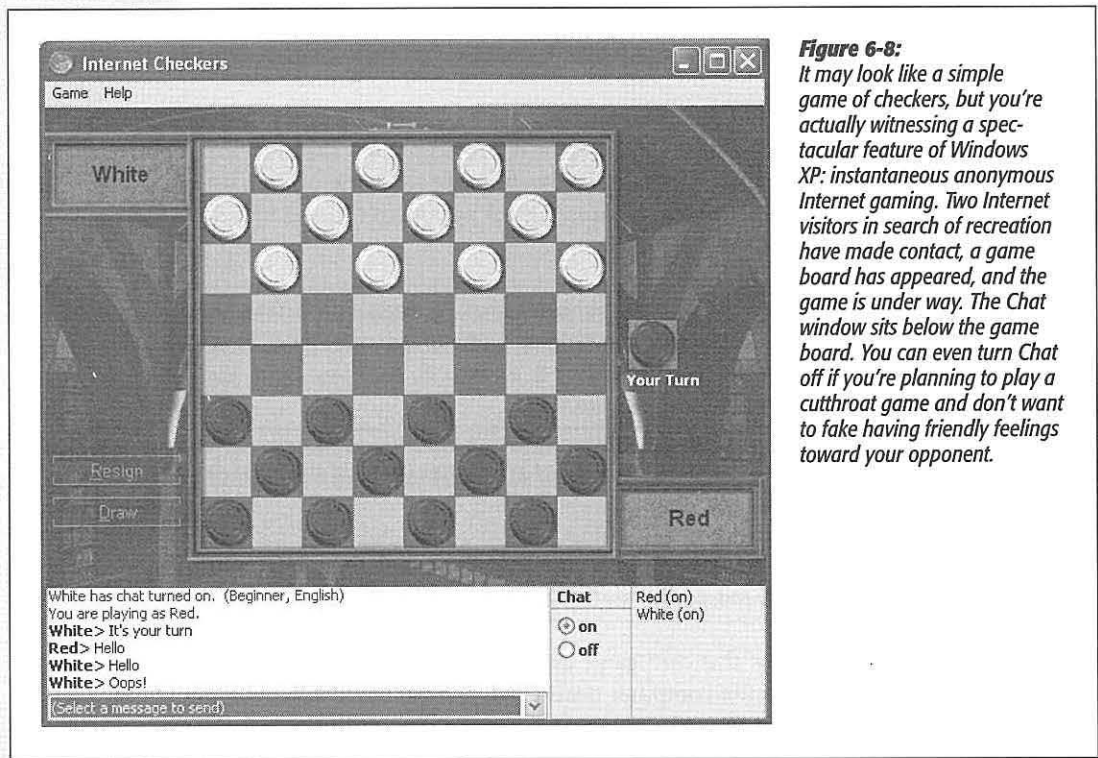 Internet Checkers
Game Help
White
Your Turn
Resign
Draw
Red
White has chat turned on. (Beginner, English)
You are playing as Red.
White> It's your turn
Red> Hello
White> Hello
White> Oops!
(Select a message to send)
Chat
on
off
Red (on)
White (on)
Figure 6-8:
It may look like a simple
game of checkers, but you're
actually witnessing a spec-
tacular feature of Windows
XP: instantaneous anonymous
Internet gaming. Two Internet
visitors in search of recreation
have made contact, a game
board has appeared, and the
game is under way. The Chat
window sits below the game
board. You can even turn Chat
off if you're planning to play a
cutthroat game and don't want
to fake having friendly feelings
toward your opponent.